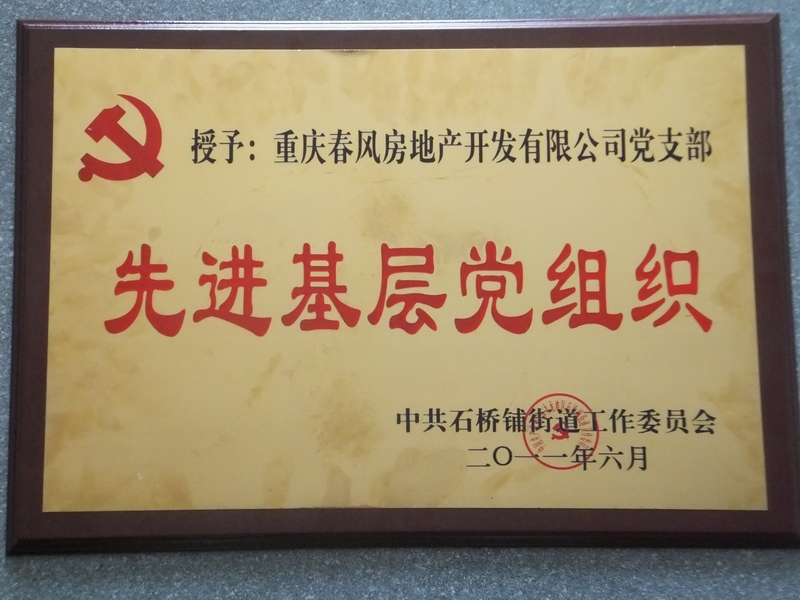 授予：重庆春风房地产开发有限公司党支部
先进基层党组织
中共石桥铺街道工作委员会
二〇一一年六月